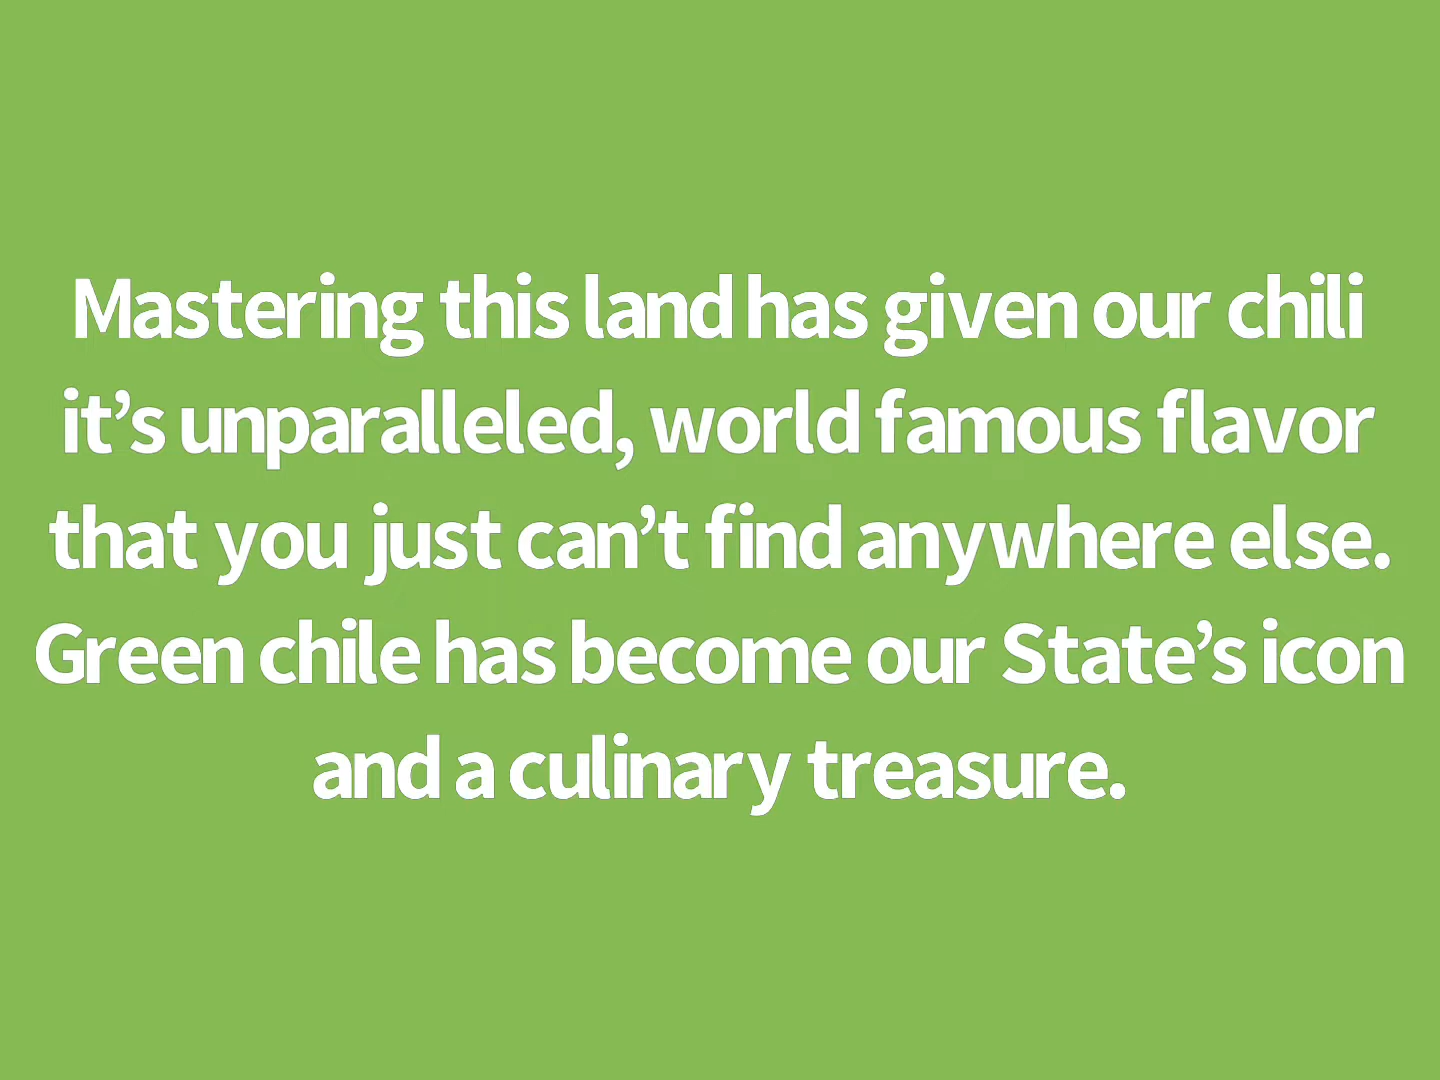 Mastering this land has given our chili
it’s unparalleled, world famous flavor
that you just can’t find anywhere else.
Green chile has become our State’s icon
and a culinary treasure.